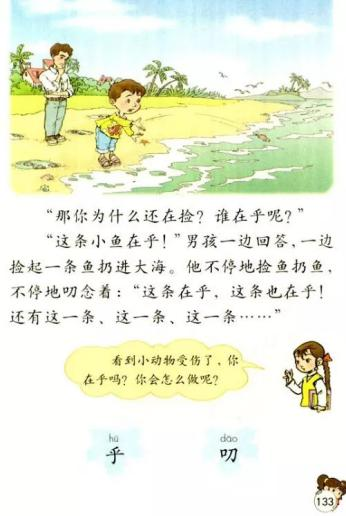 “那你为什么还在捡？谁在乎呢？”
“这条小鱼在乎！”男孩一边回答，一边
捡起一条鱼扔进大海。他不停地捡鱼扔鱼，
不停地叨念着：“这条在乎，这条也在乎！
还有这一条、这一条、这一条……”
看到小动物受伤了，你
在乎吗？你会怎么做呢？
hū dāo
乎 叨
133